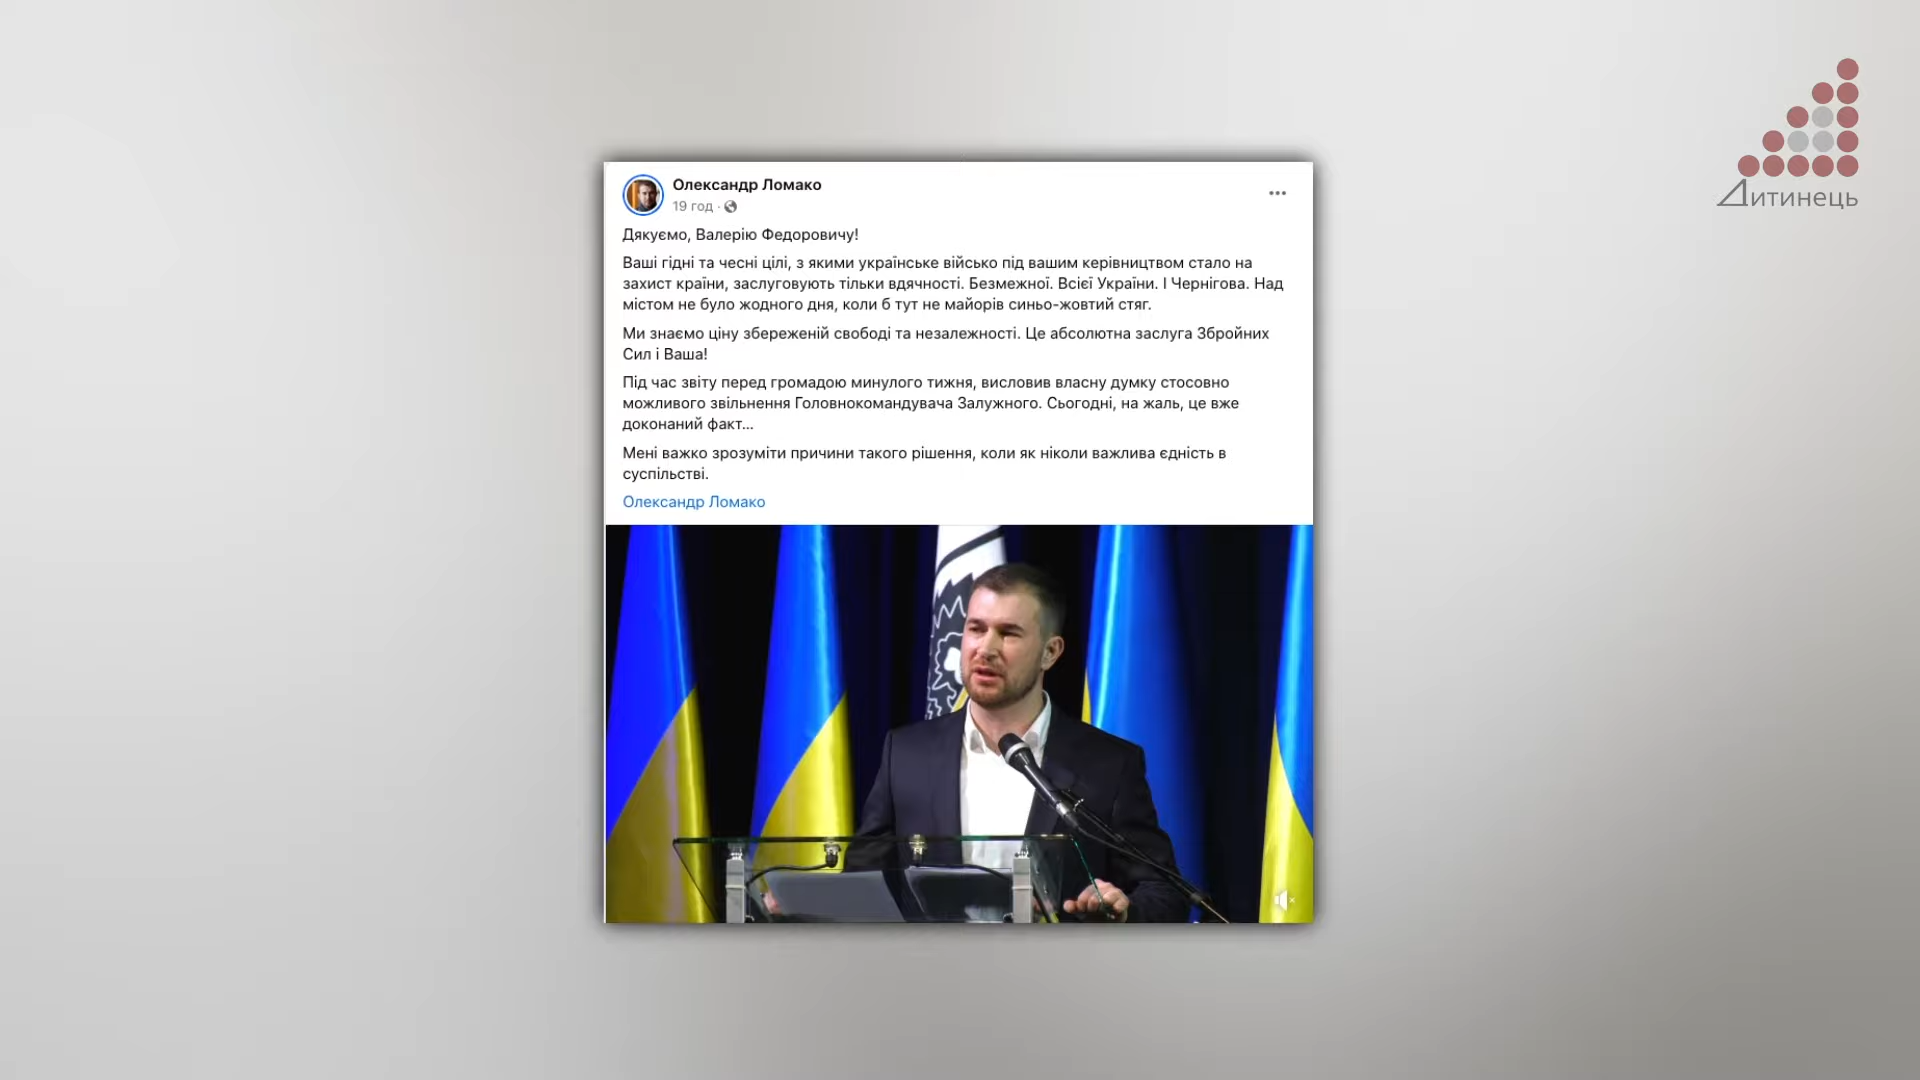 Дитинець
Олександр Ломако
19 год ·
Дякуємо, Валерію Федоровичу!
Ваші гідні та чесні цілі, з якими українське військо під вашим керівництвом стало на
захист країни, заслуговують тільки вдячності. Безмежної. Всієї України. І Чернігова. Над
містом не було жодного дня, коли б тут не майорів синьо-жовтий стяг.
Ми знаємо ціну збереженій свободі та незалежності. Це абсолютна заслуга Збройних
Сил і Ваша!
Під час звіту перед громадою минулого тижня, висловив власну думку стосовно
можливого звільнення Головнокомандувача Залужного. Сьогодні, на жаль, це вже
доконаний факт...
Мені важко зрозуміти причини такого рішення, коли як ніколи важлива єдність в
суспільстві.
Олександр Ломако